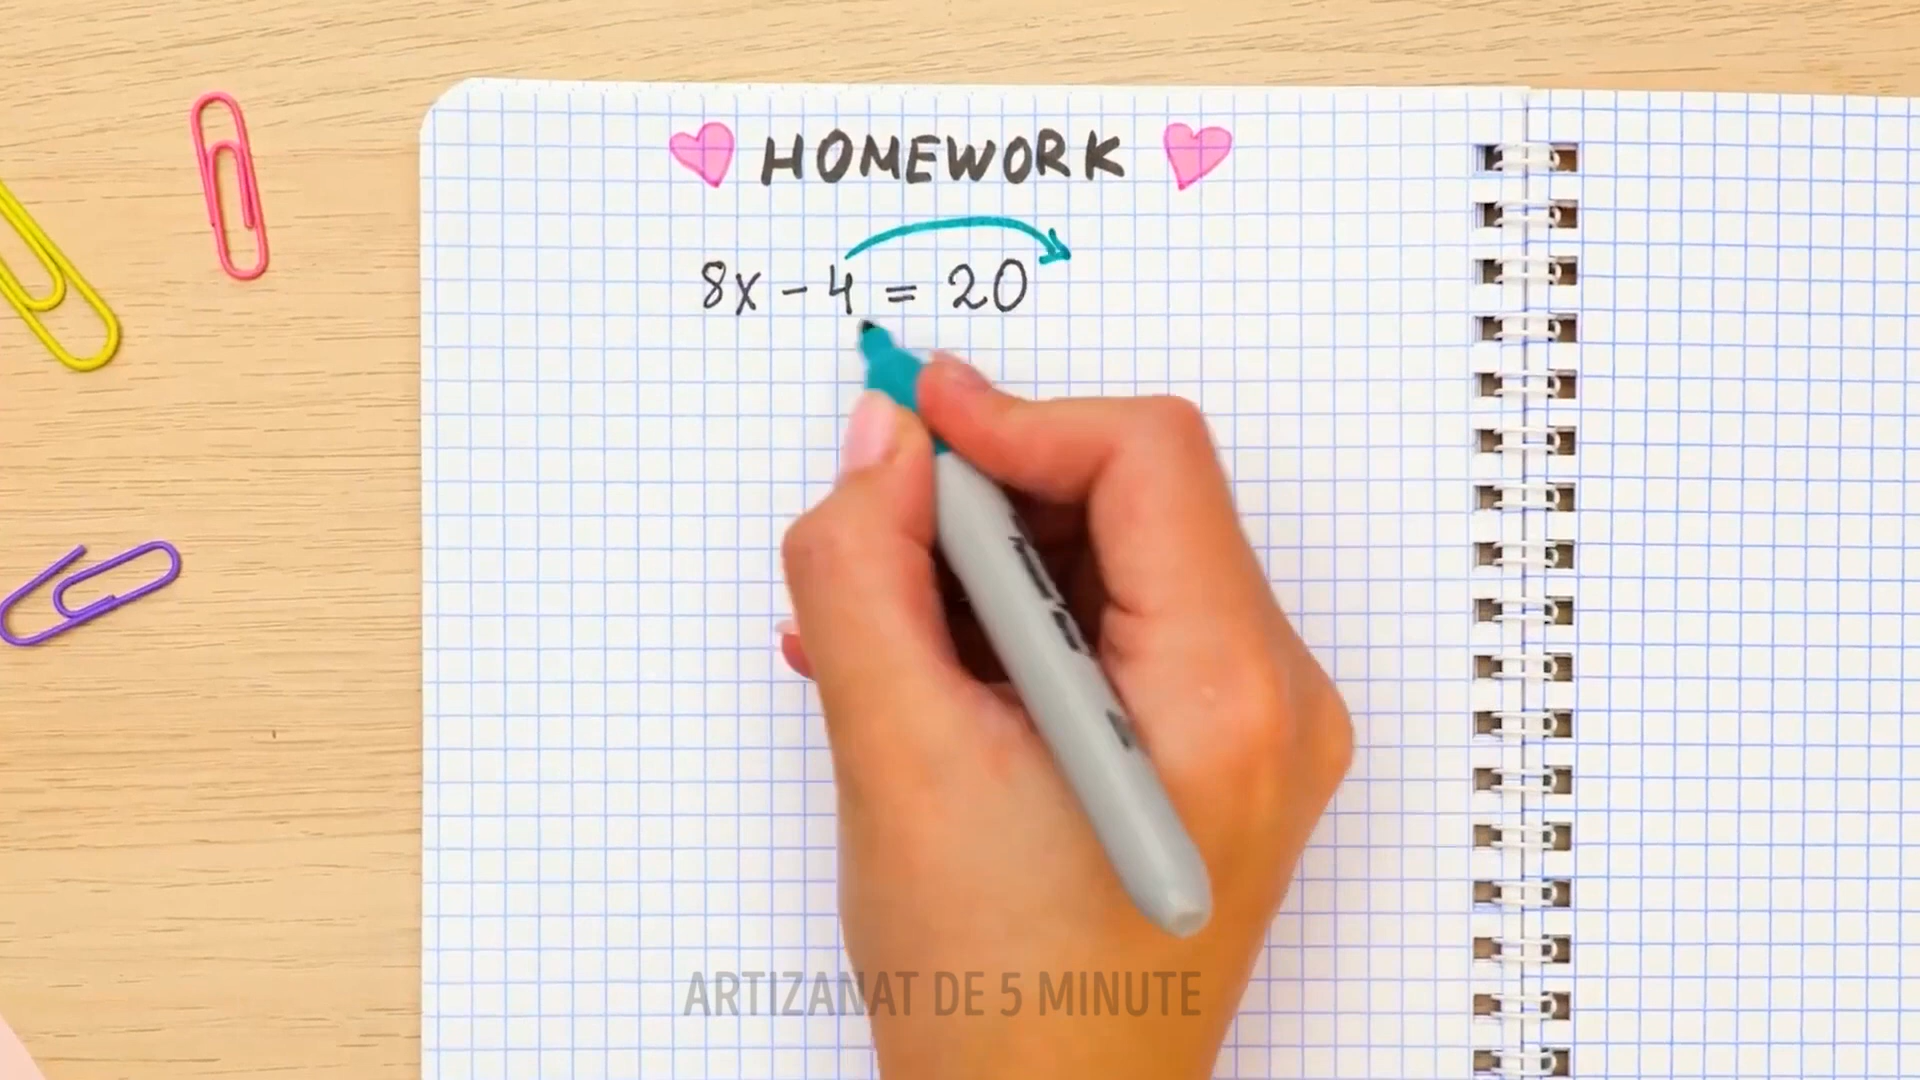 HOMEWORK
8x - 4 = 20
ARTIZANAT DE 5 MINUTE